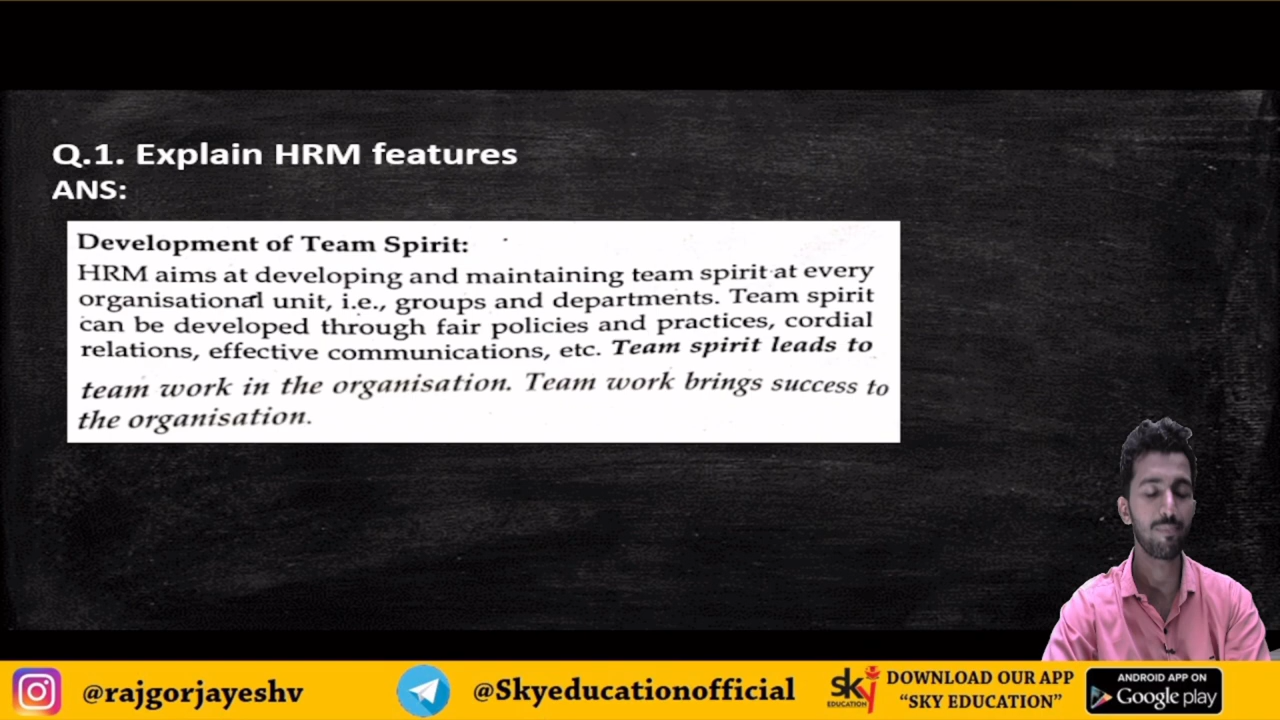 Q.1. Explain HRM features
ANS:
Development of Team Spirit:
HRM aims at developing and maintaining team spirit at every
organisational unit, i.e., groups and departments. Team spirit
can be developed through fair policies and practices, cordial
relations, effective communications, etc. Team spirit leads to
team work in the organisation. Team work brings success to
the organisation.
@rajgorjayeshv
@Skyeducationofficial
sky
EDUCATION
DOWNLOAD OUR APP
“SKY EDUCATION”
ANDROID APP ON
Google play